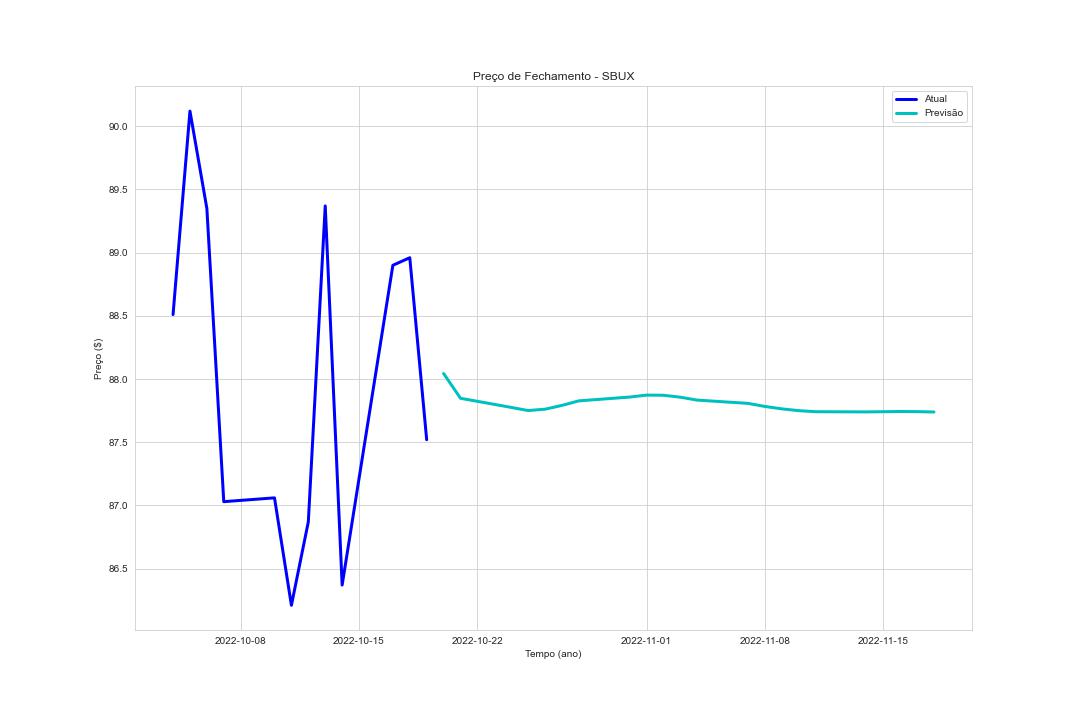 Preço de Fechamento - SBUX
Atual
Previsão
90.0
89.5
89.0
88.5
88.0
87.5
87.0
86.5
Preço ($)
2022-10-08
2022-10-15
2022-10-22
2022-11-01
2022-11-08
2022-11-15
Tempo (ano)